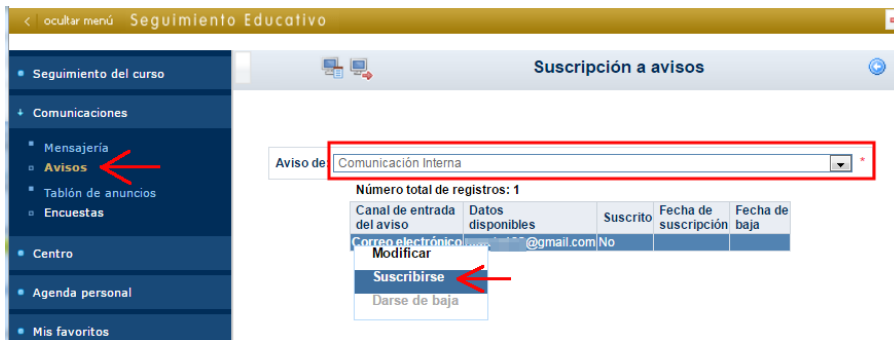 ocultar menú Seguimiento Educativo
Seguimiento del curso
Suscripción a avisos
Comunicaciones
Mensajería
Avisos
Tablón de anuncios
Encuestas
Centro
Agenda personal
Mis favoritos
Aviso de: Comunicación Interna *
Número total de registros: 1
Canal de entrada del aviso Datos disponibles Suscrito Fecha de suscripción Fecha de baja
Correo electrónico @gmail.com No
Modificar
Suscribirse
Darse de baja